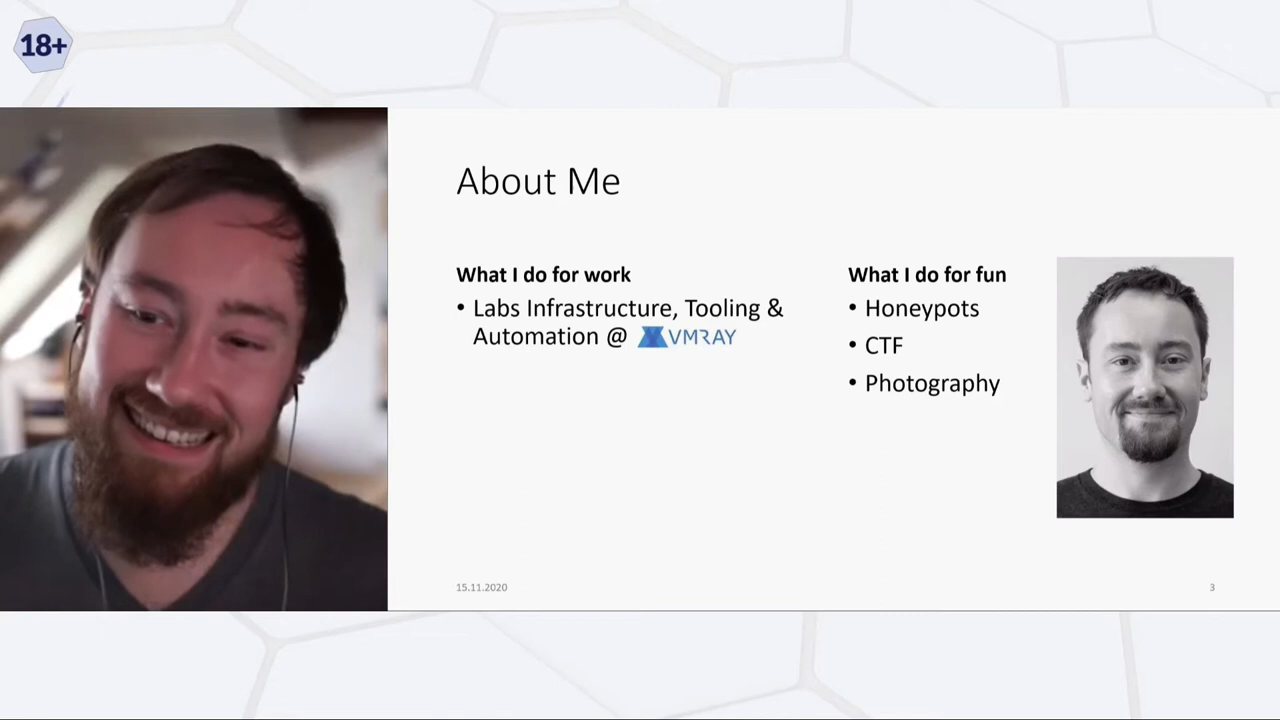 18+
About Me
What I do for work
• Labs Infrastructure, Tooling &
Automation @ VMRAY
What I do for fun
• Honeypots
• CTF
• Photography
15.11.2020
3